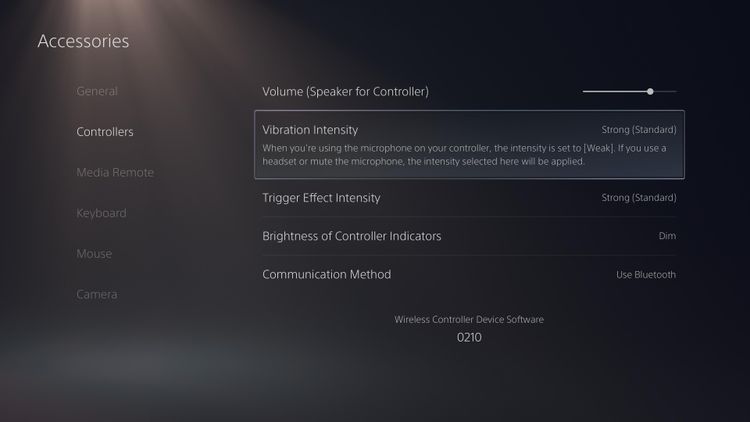 Accessories
General
Controllers
Media Remote
Keyboard
Mouse
Camera
Volume (Speaker for Controller)
Vibration Intensity Strong (Standard)
When you're using the microphone on your controller, the intensity is set to [Weak]. If you use a
headset or mute the microphone, the intensity selected here will be applied.
Trigger Effect Intensity Strong (Standard)
Brightness of Controller Indicators Dim
Communication Method Use Bluetooth
Wireless Controller Device Software
0210